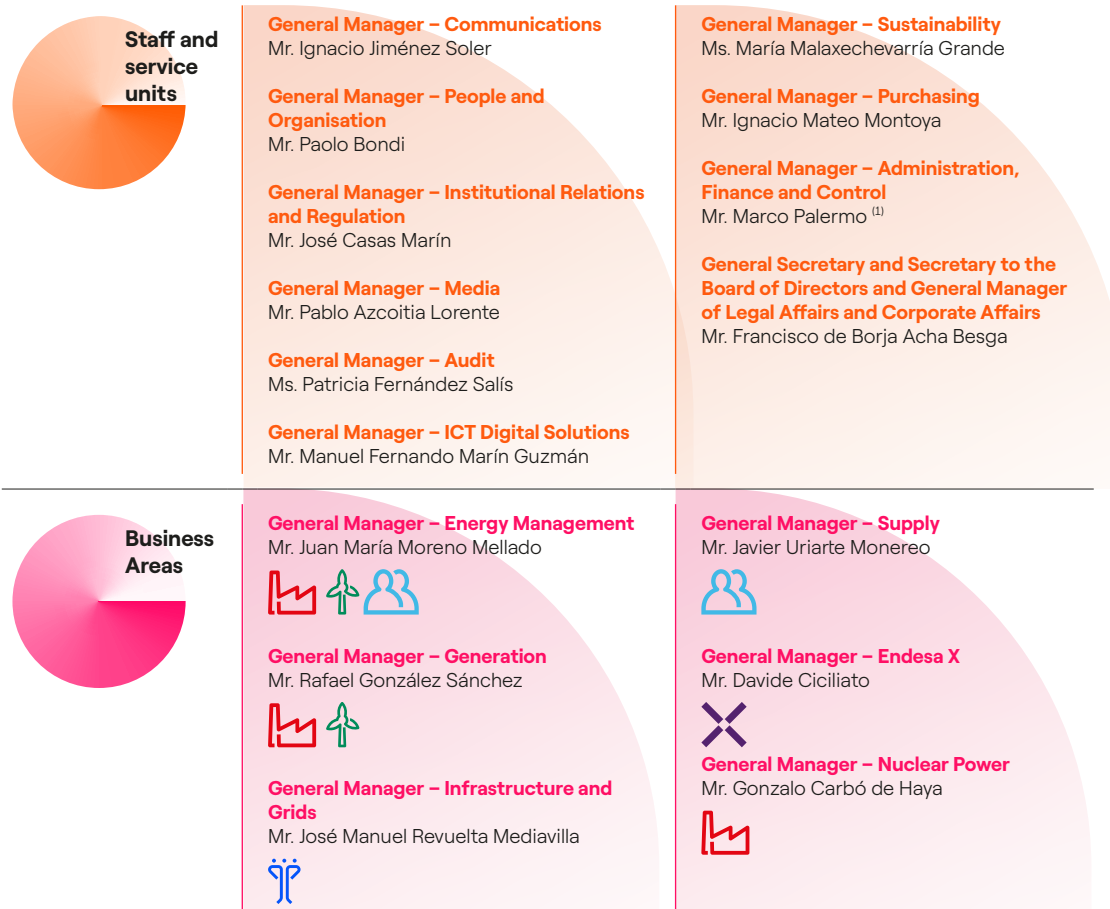 Staff and
service
units
General Manager – Communications
Mr. Ignacio Jiménez Soler
General Manager – People and
Organisation
Mr. Paolo Bondi
General Manager – Institutional Relations
and Regulation
Mr. José Casas Marín
General Manager – Media
Mr. Pablo Azcoitia Lorente
General Manager – Audit
Ms. Patricia Fernández Salís
General Manager – ICT Digital Solutions
Mr. Manuel Fernando Marín Guzmán
General Manager – Sustainability
Ms. María Malaxechevarría Grande
General Manager – Purchasing
Mr. Ignacio Mateo Montoya
General Manager – Administration,
Finance and Control
Mr. Marco Palermo (1)
General Secretary and Secretary to the
Board of Directors and General Manager
of Legal Affairs and Corporate Affairs
Mr. Francisco de Borja Acha Besga
Business
Areas
General Manager – Energy Management
Mr. Juan María Moreno Mellado
General Manager – Generation
Mr. Rafael González Sánchez
General Manager – Infrastructure and
Grids
Mr. José Manuel Revuelta Mediavilla
General Manager – Supply
Mr. Javier Uriarte Monereo
General Manager – Endesa X
Mr. Davide Ciciliato
General Manager – Nuclear Power
Mr. Gonzalo Carbó de Haya